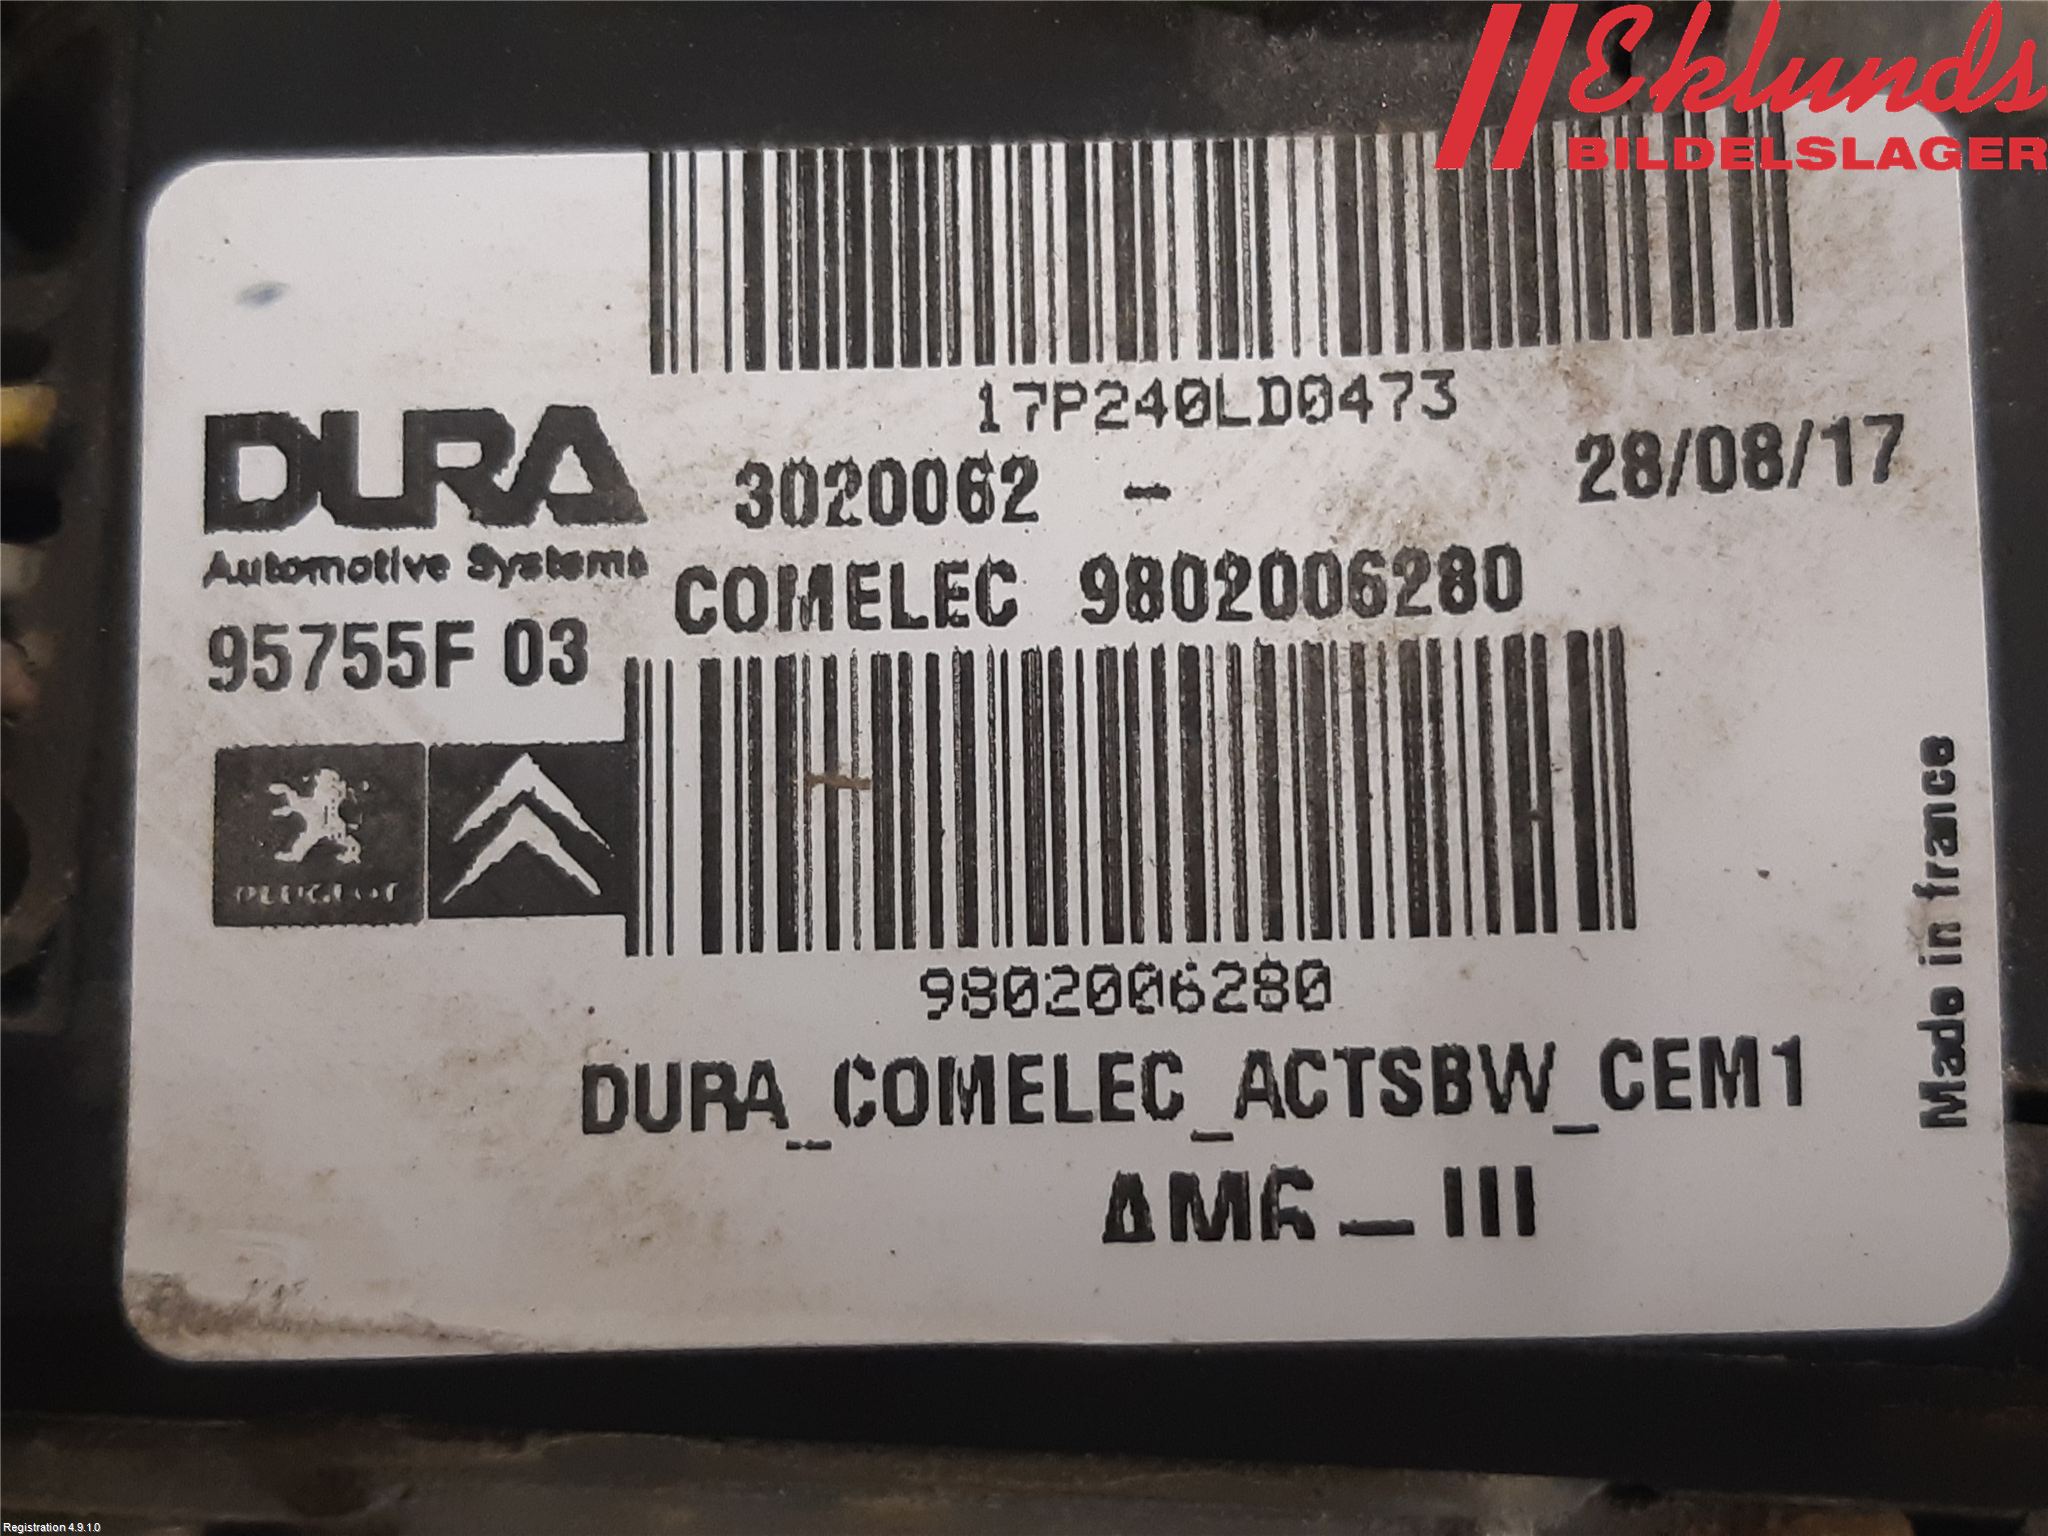 Eklunds
BILDELSLAGER
17P240LD0473
DURA
Automotive Systems
3020062 -
28/08/17
COMELEC 9802006280
95755F 03
PEUGEOT
9802006280
DURA_COMELEC_ACTSBW_CEM1
Made in france
Registration 4.9.1.0